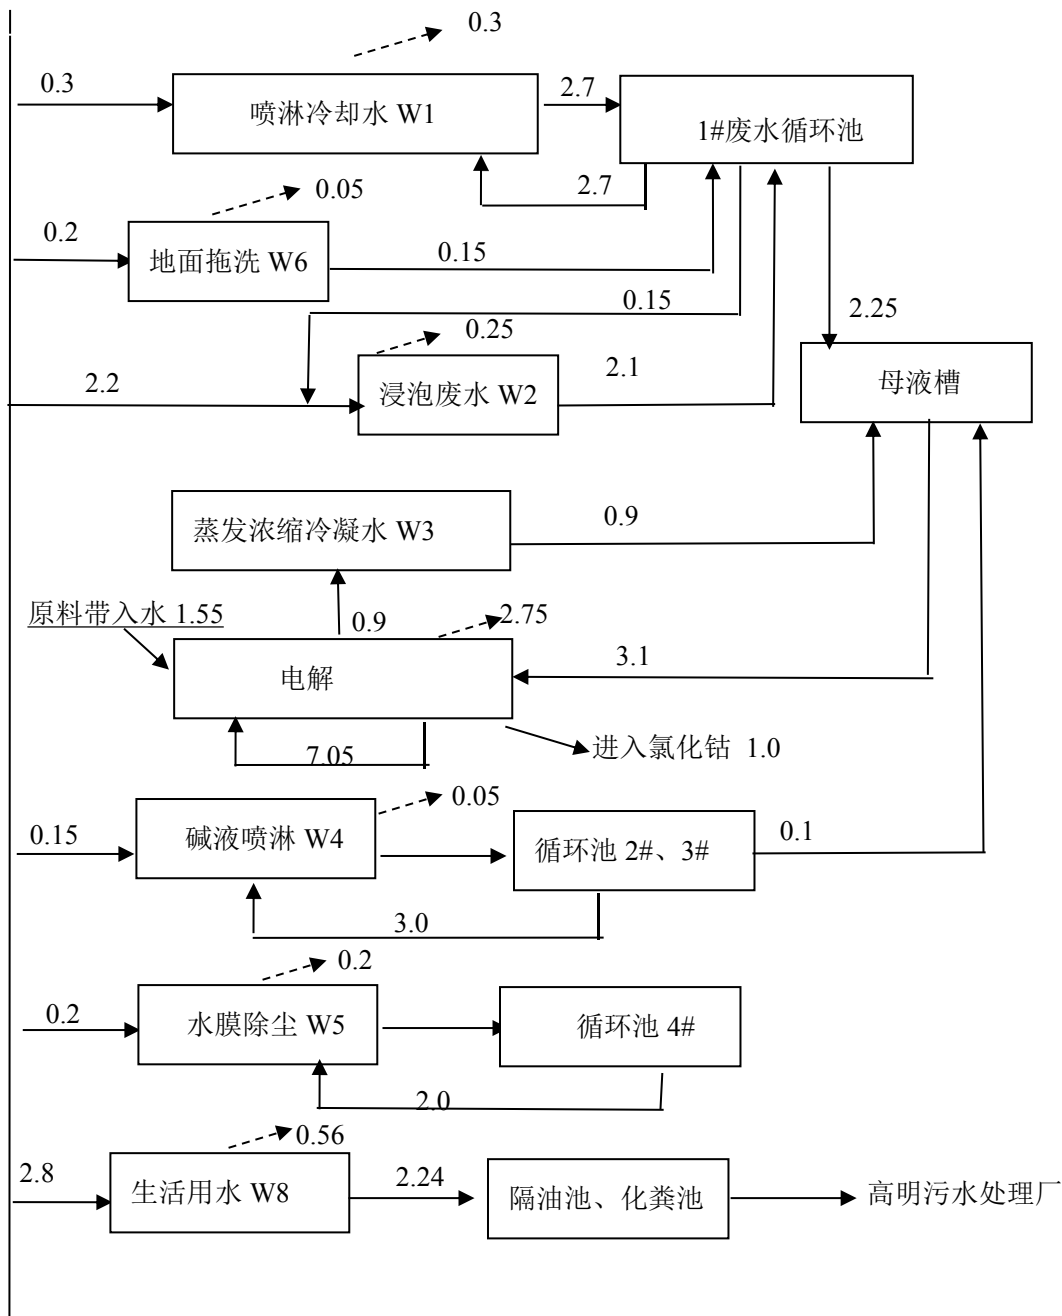 0.3
0.3
喷淋冷却水 W1
2.7
1#废水循环池
2.7
0.05
0.2
地面拖洗 W6
0.15
0.15
2.25
0.25
2.2
浸泡废水 W2
2.1
母液槽
蒸发浓缩冷凝水 W3
0.9
原料带入水 1.55
0.9
2.75
电解
3.1
7.05
进入氯化钴 1.0
0.05
0.15
碱液喷淋 W4
循环池 2#、3#
0.1
3.0
0.2
0.2
水膜除尘 W5
循环池 4#
2.0
0.56
2.8
生活用水 W8
2.24
隔油池、化粪池
高明污水处理厂